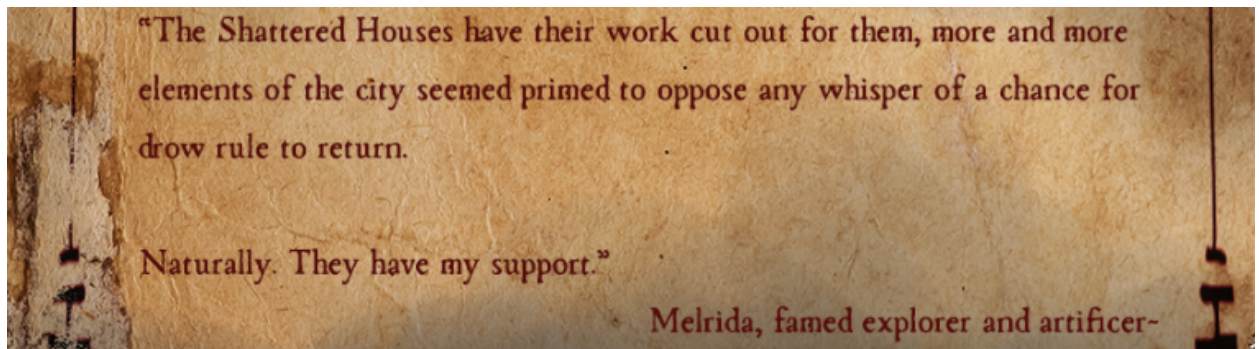 "The Shattered Houses have their work cut out for them, more and more
elements of the city seemed primed to oppose any whisper of a chance for
drow rule to return.
Naturally. They have my support."
Melrida, famed explorer and artificer~